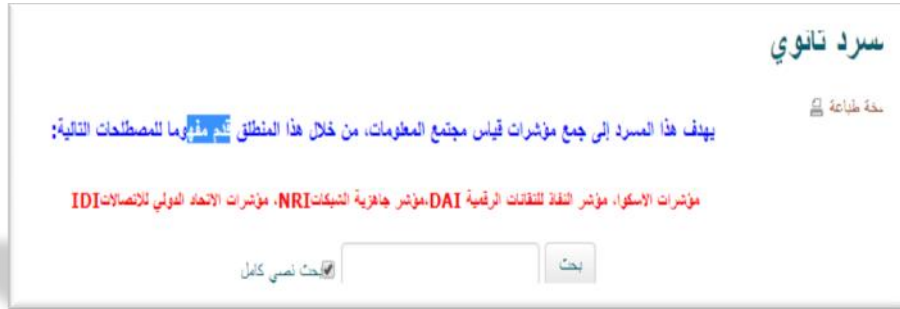 مسرد ثانوي
نسخة طباعة
يهدف هذا المسرد إلى جمع مؤشرات قياس مجتمع المعلومات، من خلال هذا المنطلق قدم مفهوما للمصطلحات التالية:
مؤشرات الاسكوا، مؤشر النفاذ للتقانات الرقمية DAI،مؤشر جاهزية الشبكاتNRI، مؤشرات الاتحاد الدولي للاتصالاتIDI
بحث
بحث نصي كامل